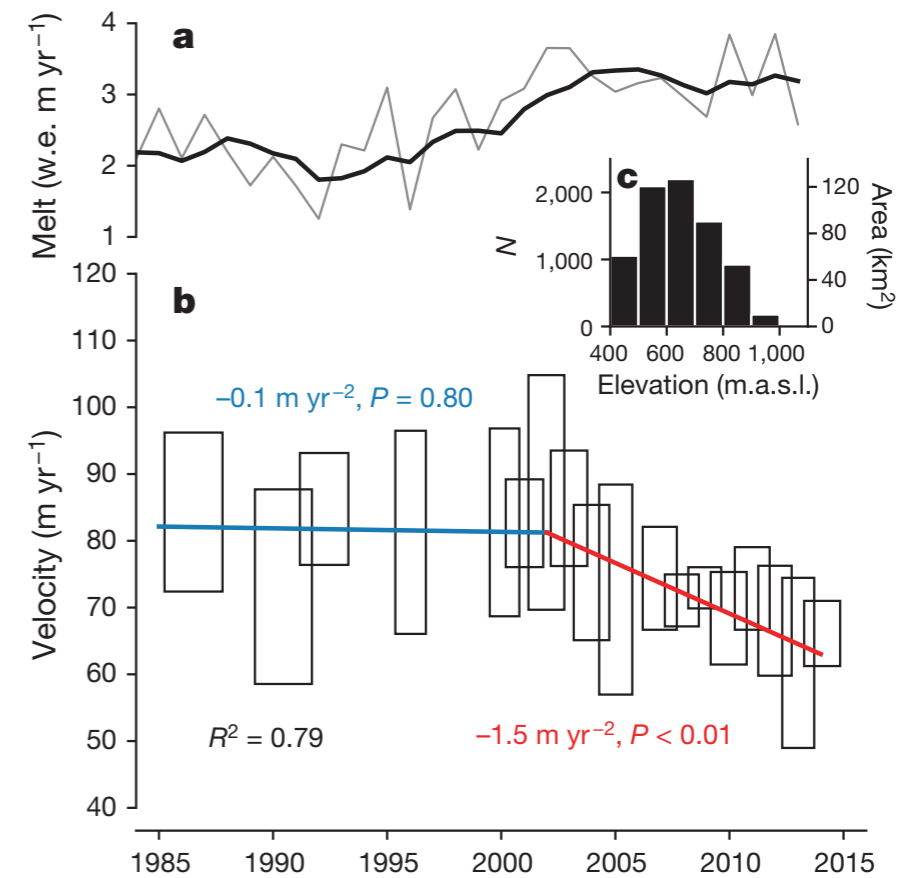 a
Melt (w.e. m yr⁻¹)
4
3
2
1
c
N
2,000
1,000
0
120
80
40
0
Area (km²)
400 600 800 1,000
Elevation (m.a.s.l.)
b
Velocity (m yr⁻¹)
120
110
100
90
80
70
60
50
40
–0.1 m yr⁻², P = 0.80
R² = 0.79
–1.5 m yr⁻², P < 0.01
1985 1990 1995 2000 2005 2010 2015